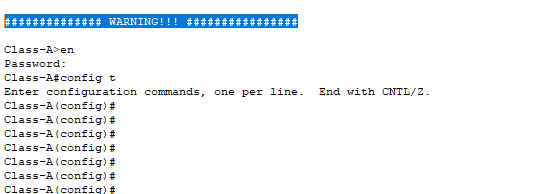 ############## WARNING!!! ################
Class-A>en
Password:
Class-A#config t
Enter configuration commands, one per line.  End with CNTL/Z.
Class-A(config)#
Class-A(config)#
Class-A(config)#
Class-A(config)#
Class-A(config)#
Class-A(config)#
Class-A(config)#